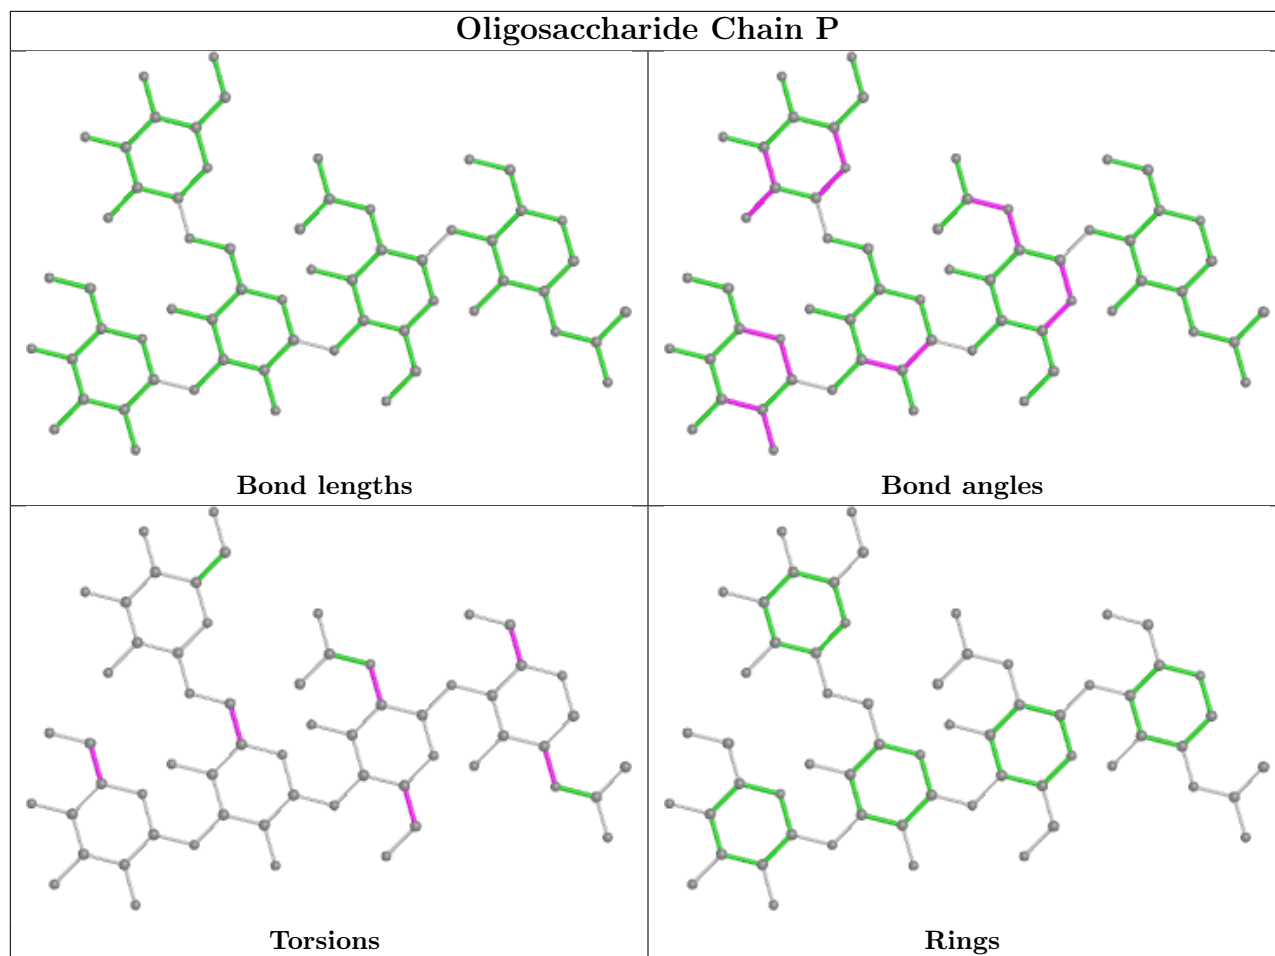 Oligosaccharide Chain P
Bond lengths
Bond angles
Torsions
Rings